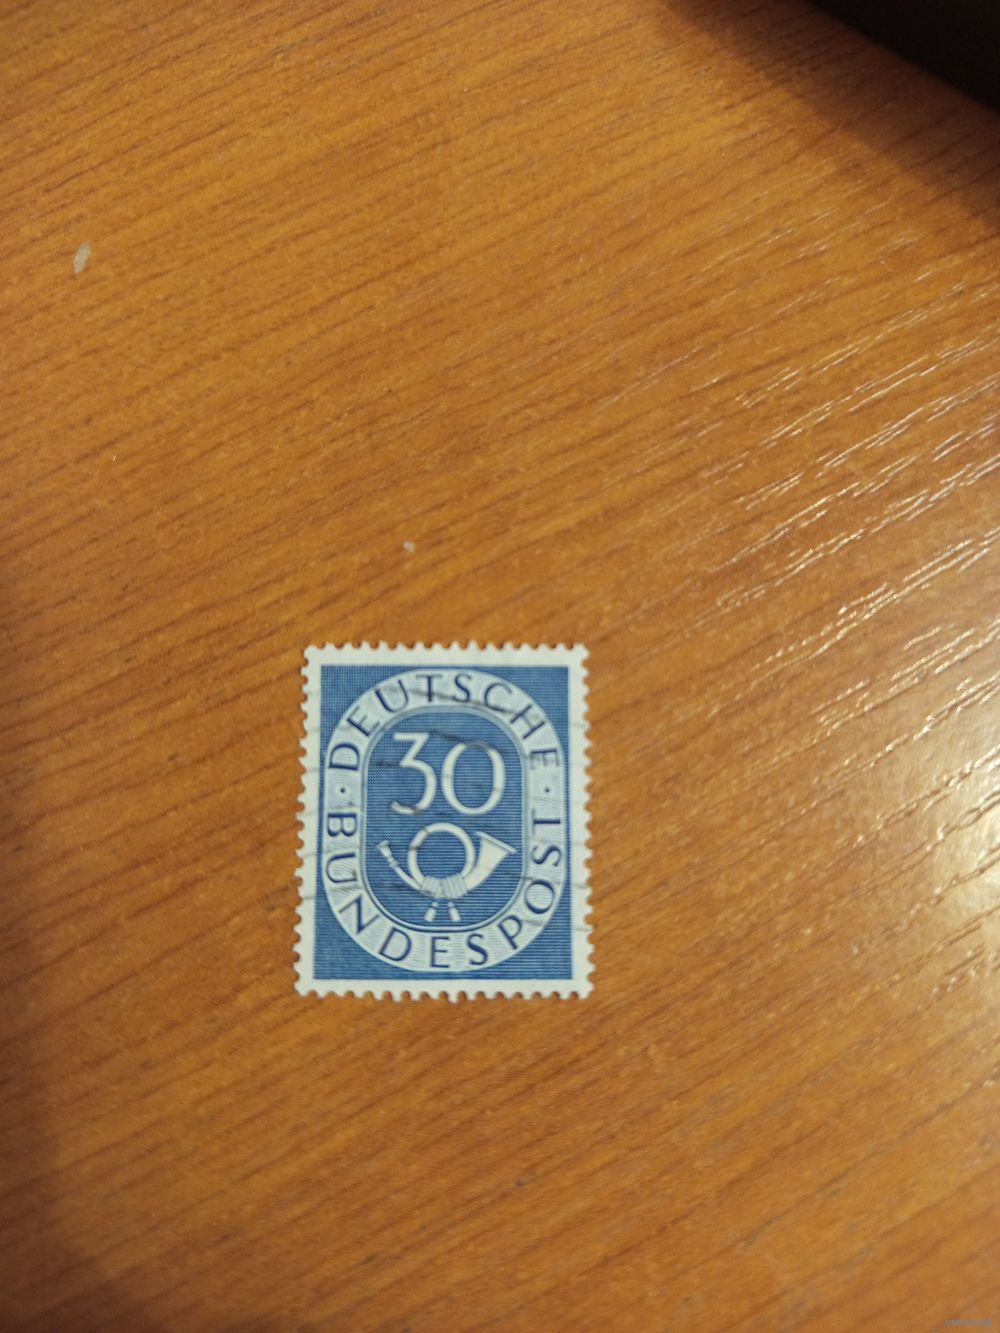 DEUTSCHE
30
· BUNDESPOST ·